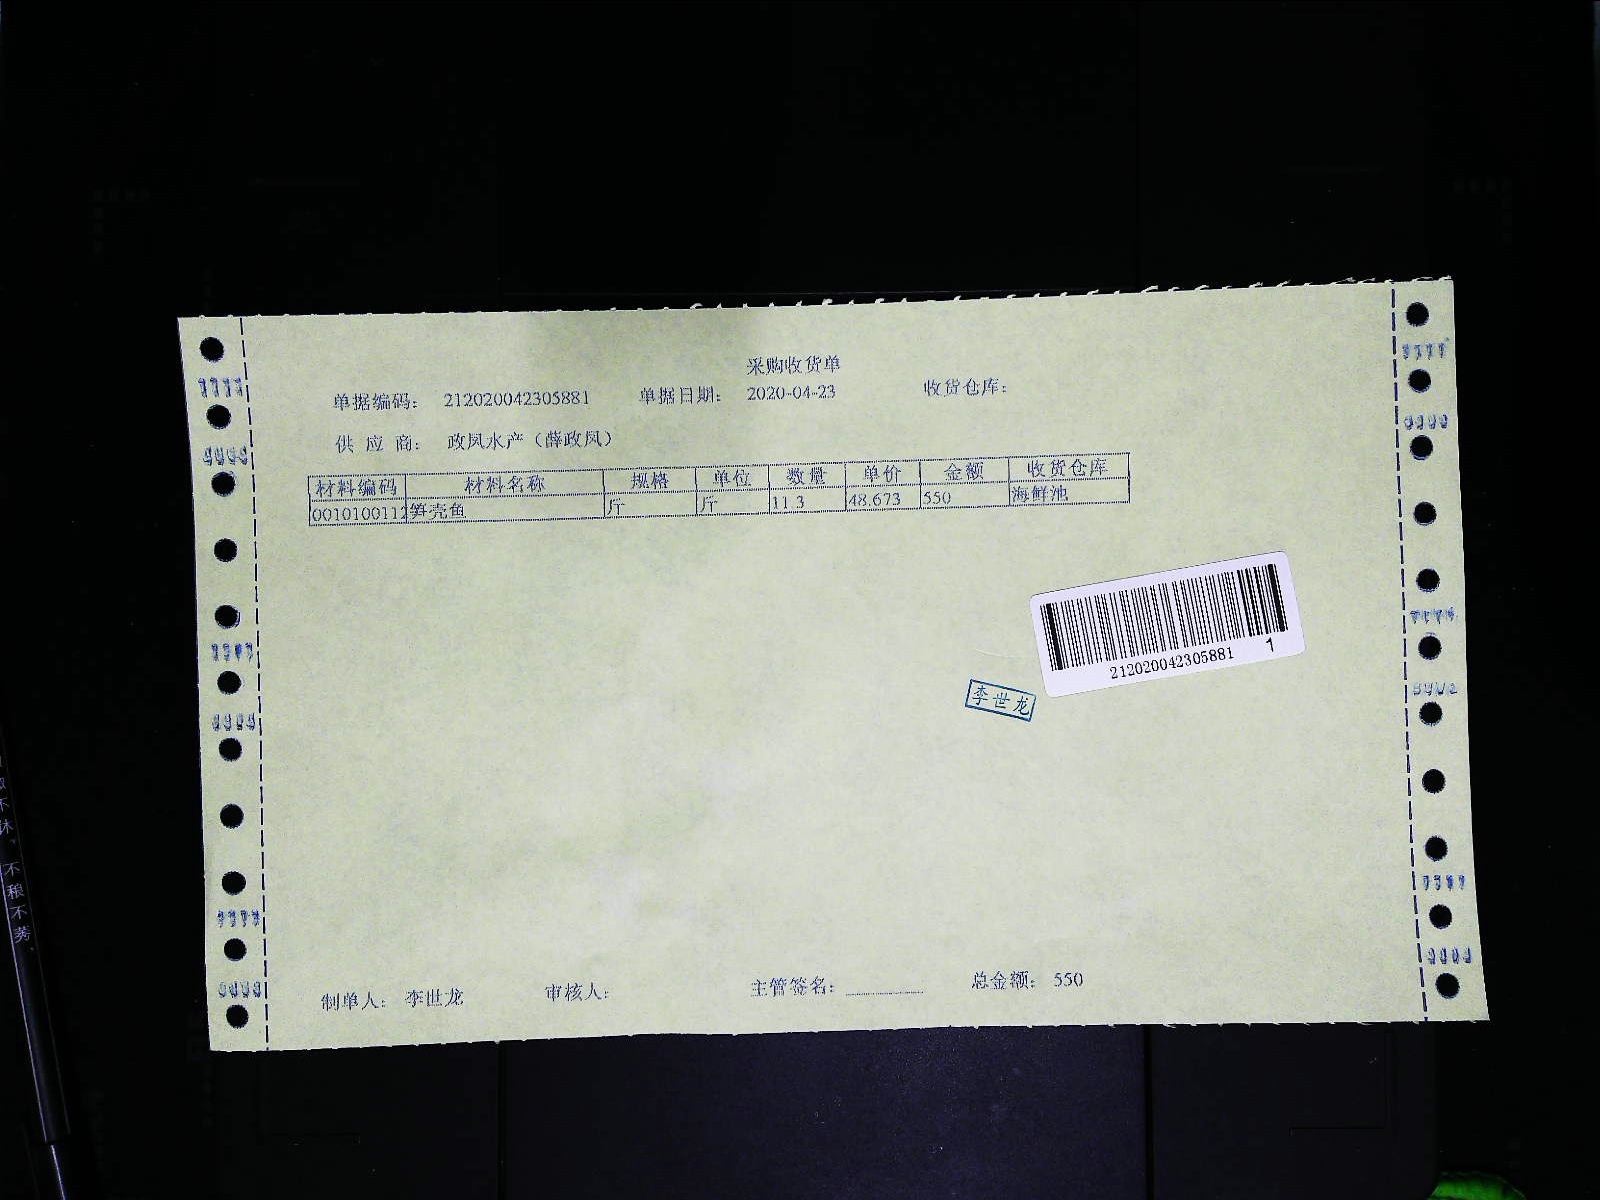 采购收货单
单据编码： 212020042305881 单据日期： 2020-04-23 收货仓库：
供 应 商： 政凤水产（薛政凤）
材料编码 材料名称 规格 单位 数量 单价 金额 收货仓库
0010100112 笋壳鱼 斤 斤 11.3 48.673 550 海鲜池
212020042305881 1
李世龙
制单人： 李世龙 审核人： 主管签名： 总金额： 550
不稂不莠